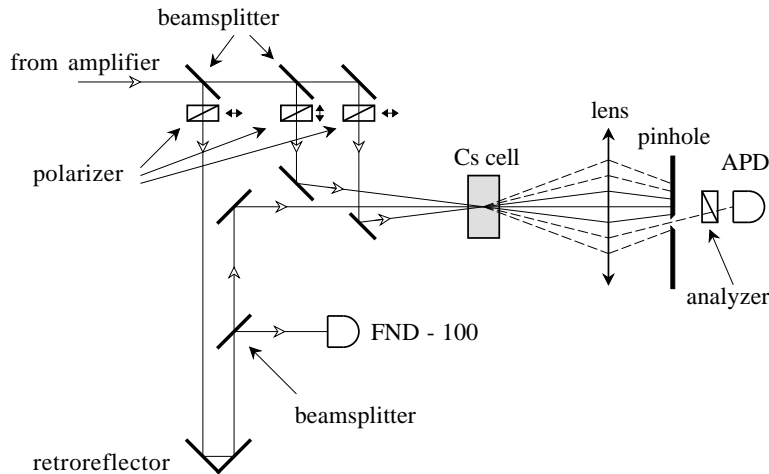 beamsplitter
from amplifier
lens
pinhole
Cs cell
APD
polarizer
analyzer
FND - 100
beamsplitter
retroreflector